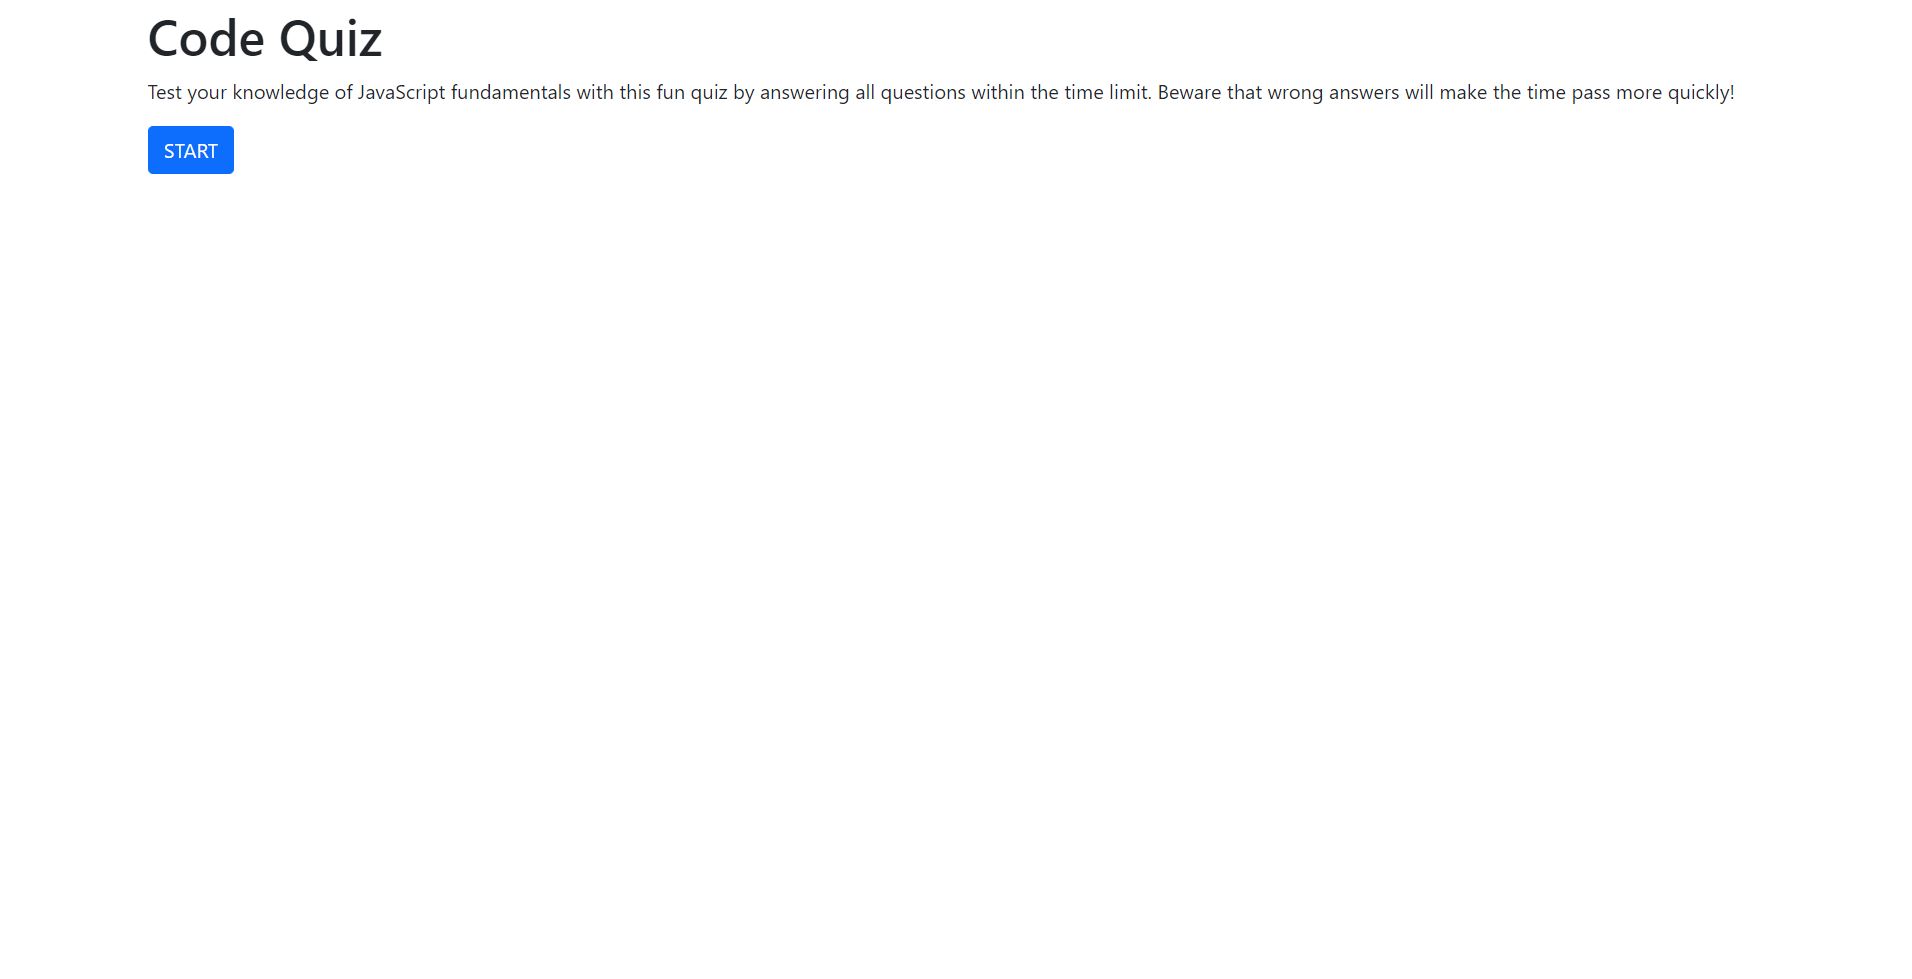 Code Quiz
Test your knowledge of JavaScript fundamentals with this fun quiz by answering all questions within the time limit. Beware that wrong answers will make the time pass more quickly!
START